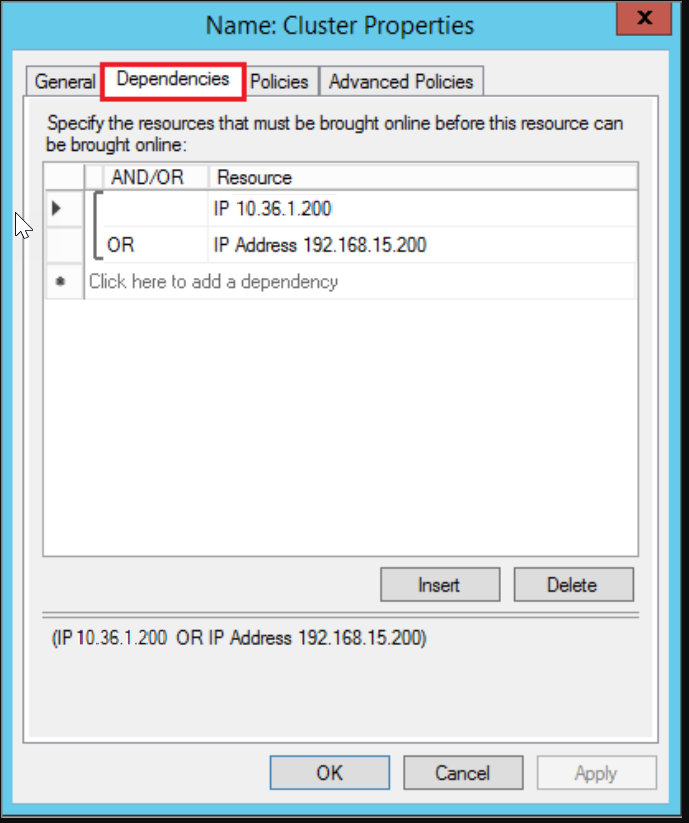 Name: Cluster Properties
x
General Dependencies Policies Advanced Policies
Specify the resources that must be brought online before this resource can
be brought online:
AND/OR Resource
IP 10.36.1.200
OR IP Address 192.168.15.200
Click here to add a dependency
Insert Delete
(IP 10.36.1.200 OR IP Address 192.168.15.200)
OK Cancel Apply